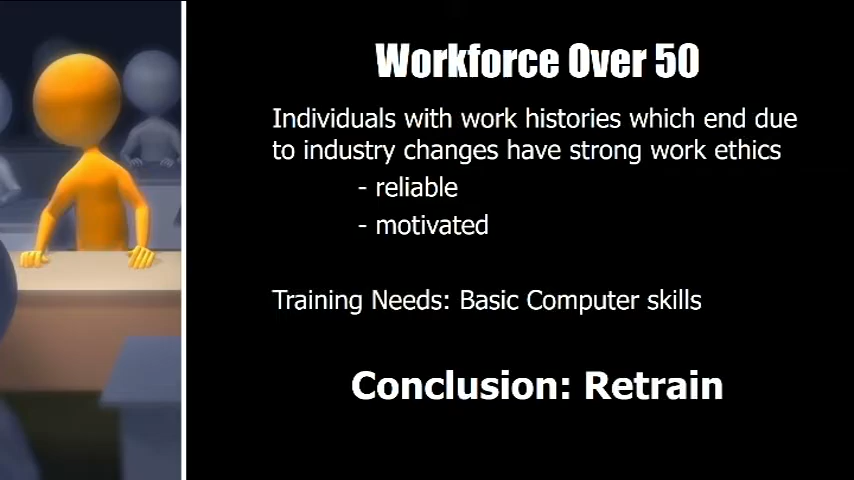 Workforce Over 50
Individuals with work histories which end due
to industry changes have strong work ethics
- reliable
- motivated
Training Needs: Basic Computer skills
Conclusion: Retrain